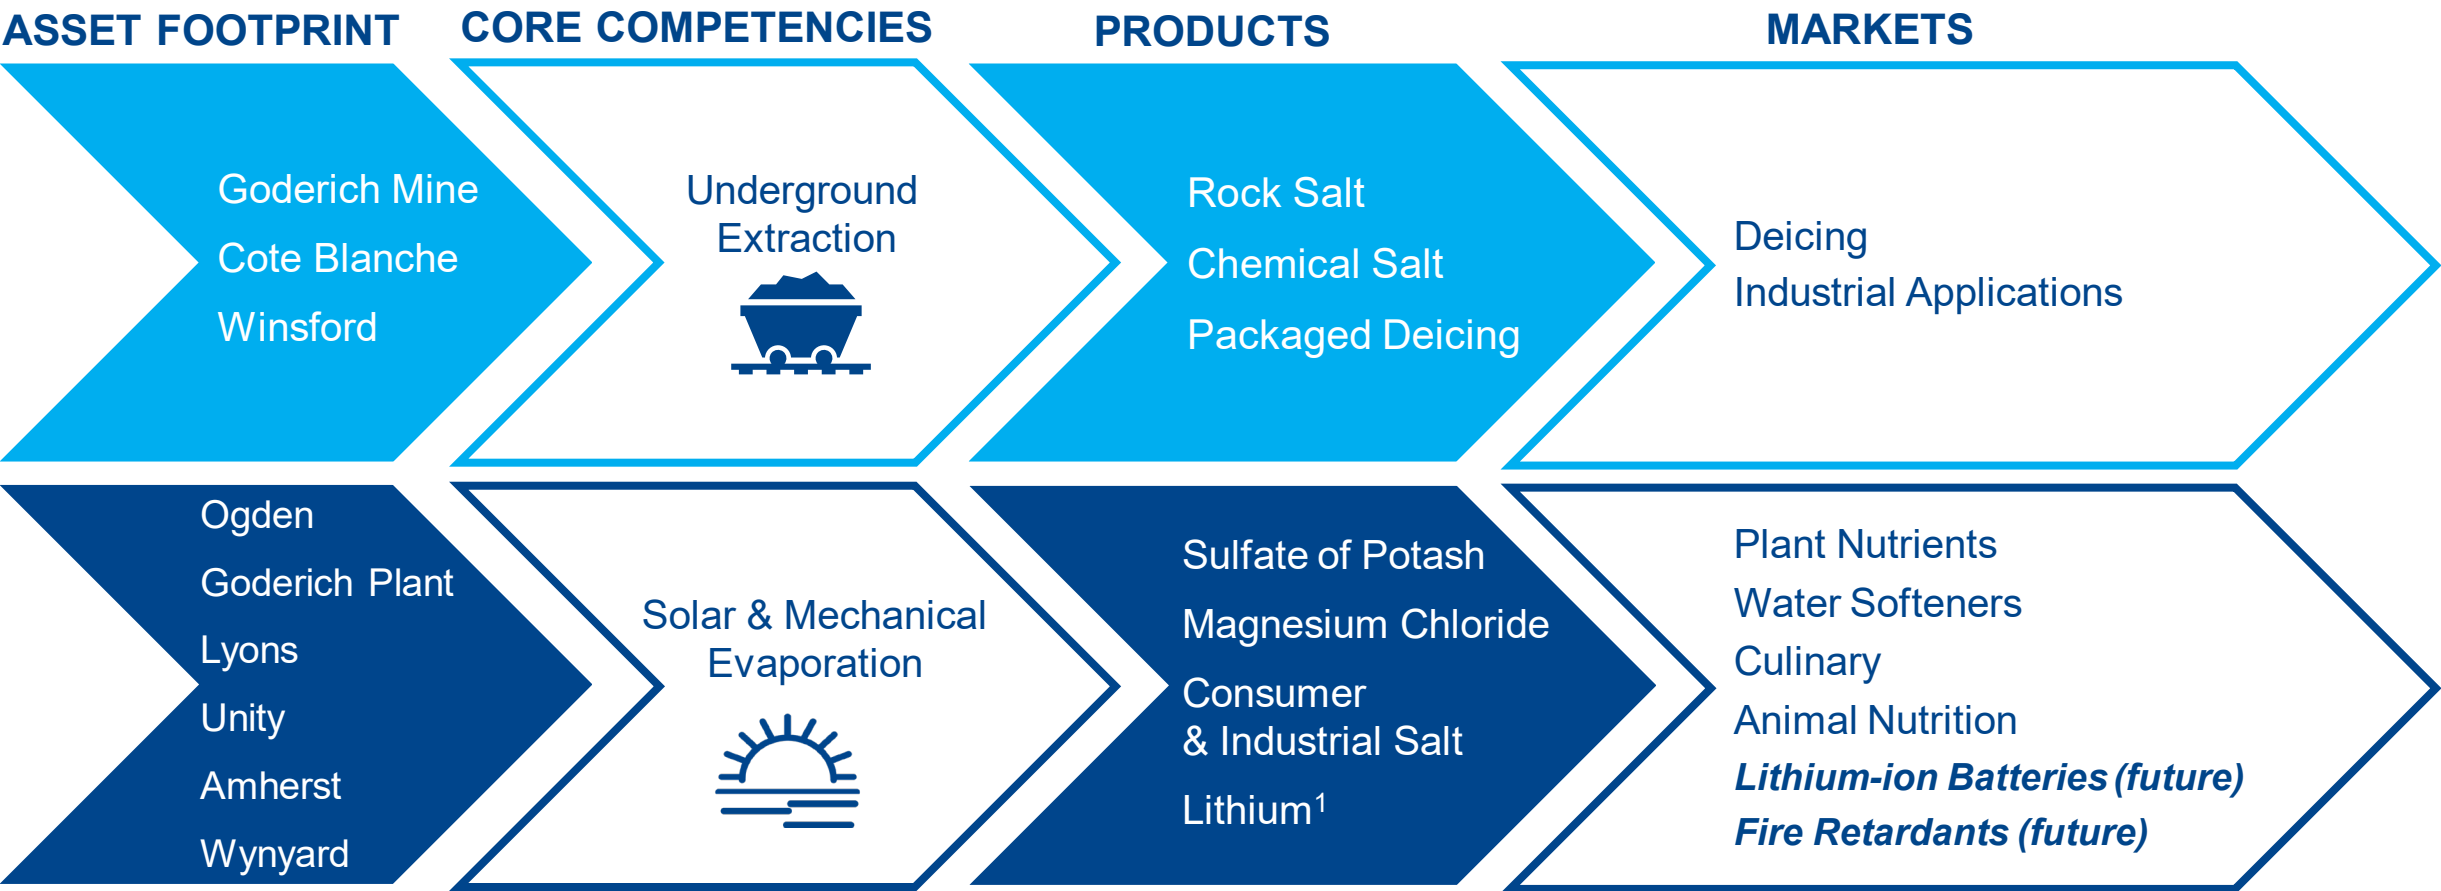 ASSET FOOTPRINT
CORE COMPETENCIES
PRODUCTS
MARKETS
Goderich Mine
Cote Blanche
Winsford
Underground
Extraction
Rock Salt
Chemical Salt
Packaged Deicing
Deicing
Industrial Applications
Ogden
Goderich Plant
Lyons
Unity
Amherst
Wynyard
Solar & Mechanical
Evaporation
Sulfate of Potash
Magnesium Chloride
Consumer
& Industrial Salt
Lithium¹
Plant Nutrients
Water Softeners
Culinary
Animal Nutrition
Lithium-ion Batteries (future)
Fire Retardants (future)